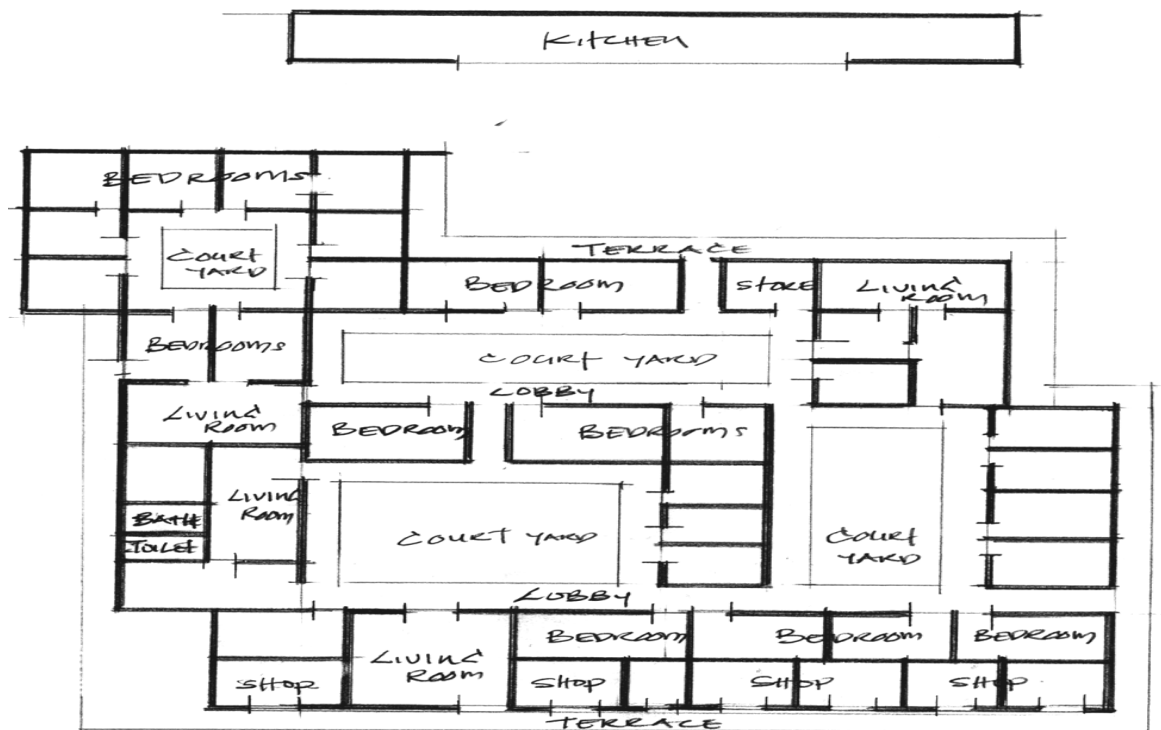 KITCHEN
BEDROOMS
COURT
YARD
TERRACE
BEDROOM
STORE
LIVING
ROOM
BEDROOMS
COURT YARD
LOBBY
LIVING
ROOM
BEDROOM
BEDROOMS
LIVING
ROOM
BATH
TOILET
COURT YARD
COURT
YARD
LOBBY
BEDROOM
BEDROOM
BEDROOM
LIVING
ROOM
SHOP
SHOP
SHOP
SHOP
TERRACE